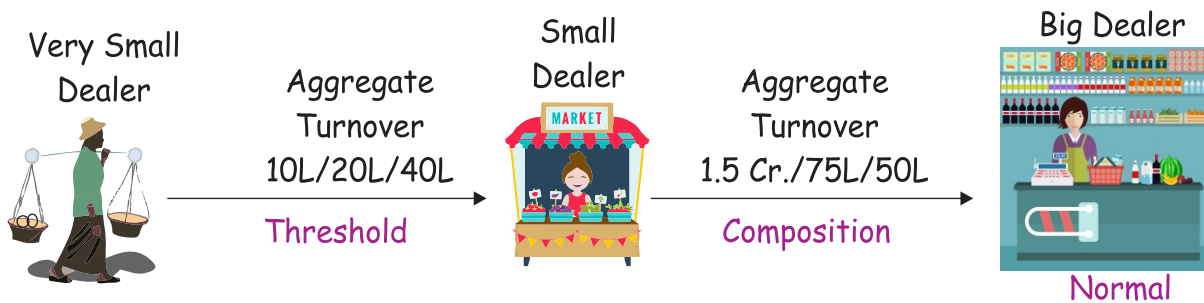 Very Small
Dealer
Aggregate
Turnover
10L/20L/40L
Threshold
Small
Dealer
MARKET
Aggregate
Turnover
1.5 Cr./75L/50L
Composition
Big Dealer
Normal